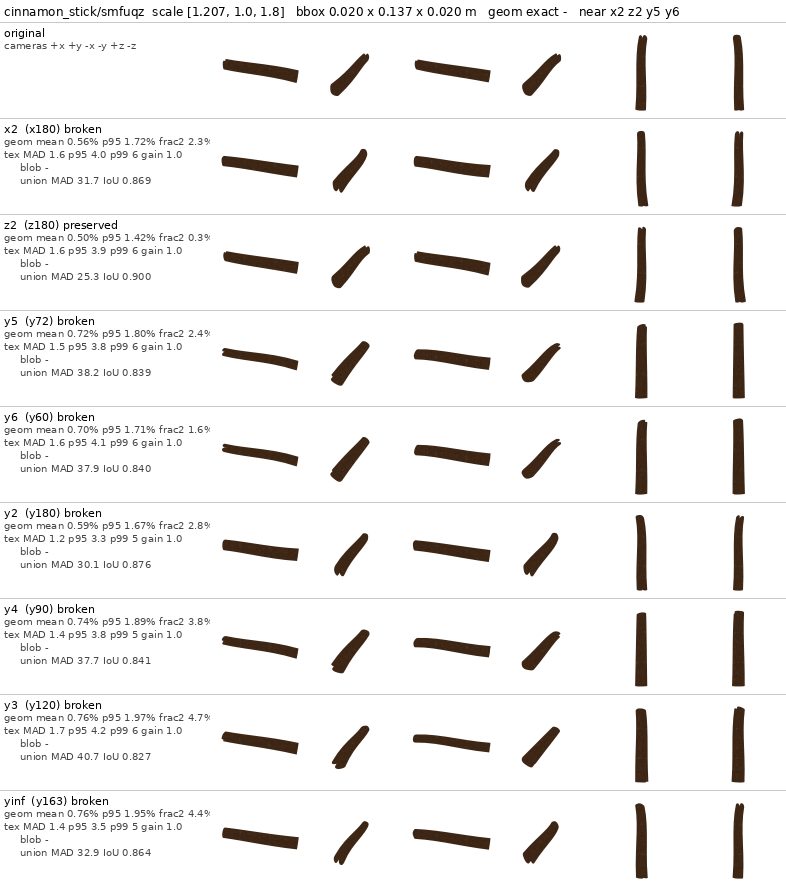 cinnamon_stick/smfuqz  scale [1.207, 1.0, 1.8]   bbox 0.020 x 0.137 x 0.020 m   geom exact -   near x2 z2 y5 y6
original
cameras +x +y -x -y +z -z
x2  (x180) broken
geom mean 0.56% p95 1.72% frac2 2.3%
tex MAD 1.6 p95 4.0 p99 6 gain 1.0
blob -
union MAD 31.7 IoU 0.869
z2  (z180) preserved
geom mean 0.50% p95 1.42% frac2 0.3%
tex MAD 1.6 p95 3.9 p99 6 gain 1.0
blob -
union MAD 25.3 IoU 0.900
y5  (y72) broken
geom mean 0.72% p95 1.80% frac2 2.4%
tex MAD 1.5 p95 3.8 p99 6 gain 1.0
blob -
union MAD 38.2 IoU 0.839
y6  (y60) broken
geom mean 0.70% p95 1.71% frac2 1.6%
tex MAD 1.6 p95 4.1 p99 6 gain 1.0
blob -
union MAD 37.9 IoU 0.840
y2  (y180) broken
geom mean 0.59% p95 1.67% frac2 2.8%
tex MAD 1.2 p95 3.3 p99 5 gain 1.0
blob -
union MAD 30.1 IoU 0.876
y4  (y90) broken
geom mean 0.74% p95 1.89% frac2 3.8%
tex MAD 1.4 p95 3.8 p99 5 gain 1.0
blob -
union MAD 37.7 IoU 0.841
y3  (y120) broken
geom mean 0.76% p95 1.97% frac2 4.7%
tex MAD 1.7 p95 4.2 p99 6 gain 1.0
blob -
union MAD 40.7 IoU 0.827
yinf  (y163) broken
geom mean 0.76% p95 1.95% frac2 4.4%
tex MAD 1.4 p95 3.5 p99 5 gain 1.0
blob -
union MAD 32.9 IoU 0.864